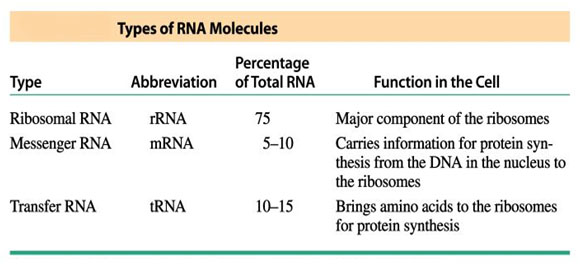 Types of RNA Molecules
Percentage
Type Abbreviation of Total RNA Function in the Cell
Ribosomal RNA rRNA 75 Major component of the ribosomes
Messenger RNA mRNA 5–10 Carries information for protein syn-
thesis from the DNA in the nucleus to
the ribosomes
Transfer RNA tRNA 10–15 Brings amino acids to the ribosomes
for protein synthesis